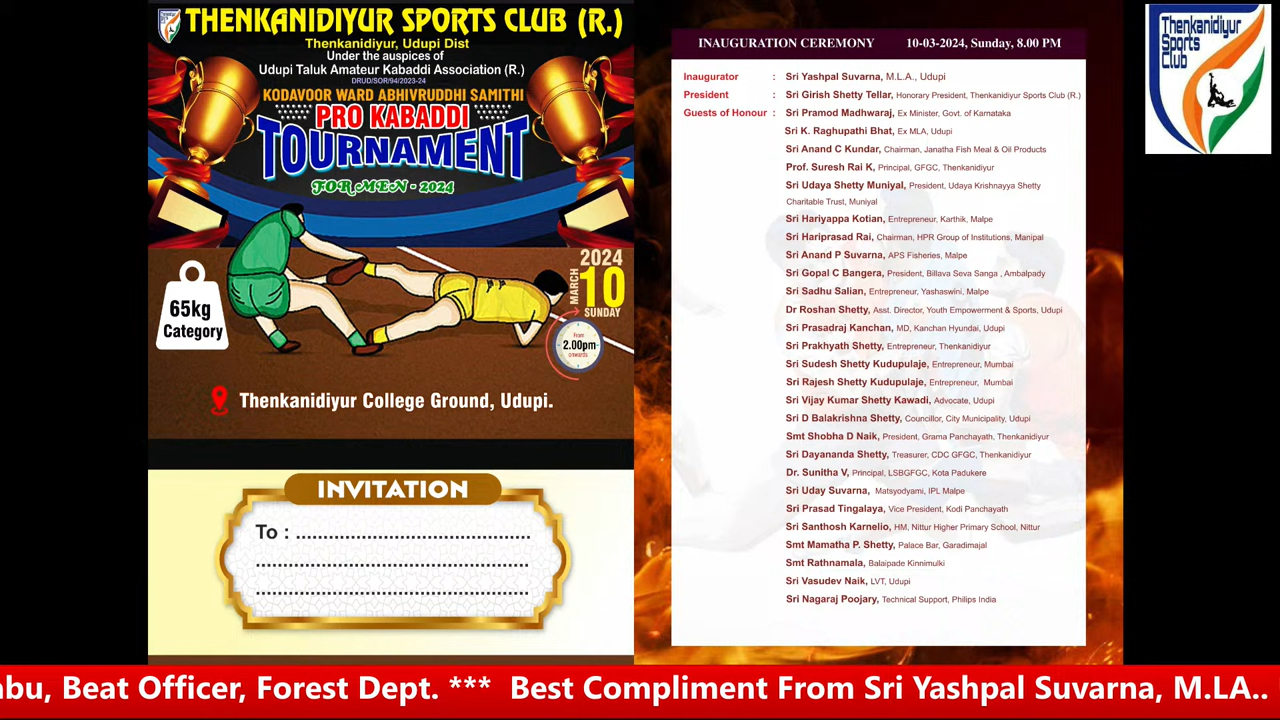 THENKANIDIYUR SPORTS CLUB (R.)
Thenkanidiyur, Udupi Dist
Under the auspices of
Udupi Taluk Amateur Kabaddi Association (R.)
DRUD/SOR/94/2023-24
KODAVOOR WARD ABHIVRUDDHI SAMITHI
PRO KABADDI
TOURNAMENT
FOR MEN - 2024
65kg
Category
2024
MARCH
10
SUNDAY
From
2.00pm
onwards
Thenkanidiyur College Ground, Udupi.
INVITATION
To : ............................................
...................................................
...................................................
INAUGURATION CEREMONY 10-03-2024, Sunday, 8.00 PM
Inaugurator : Sri Yashpal Suvarna, M.L.A., Udupi
President : Sri Girish Shetty Tellar, Honorary President, Thenkanidiyur Sports Club (R.)
Guests of Honour : Sri Pramod Madhwaraj, Ex Minister, Govt. of Karnataka
Sri K. Raghupathi Bhat, Ex MLA, Udupi
Sri Anand C Kundar, Chairman, Janatha Fish Meal & Oil Products
Prof. Suresh Rai K, Principal, GFGC, Thenkanidiyur
Sri Udaya Shetty Muniyal, President, Udaya Krishnayya Shetty
Charitable Trust, Muniyal
Sri Hariyappa Kotian, Entrepreneur, Karthik, Malpe
Sri Hariprasad Rai, Chairman, HPR Group of Institutions, Manipal
Sri Anand P Suvarna, APS Fisheries, Malpe
Sri Gopal C Bangera, President, Billava Seva Sanga , Ambalpady
Sri Sadhu Salian, Entrepreneur, Yashaswini, Malpe
Dr Roshan Shetty, Asst. Director, Youth Empowerment & Sports, Udupi
Sri Prasadraj Kanchan, MD, Kanchan Hyundai, Udupi
Sri Prakhyath Shetty, Entrepreneur, Thenkanidiyur
Sri Sudesh Shetty Kudupulaje, Entrepreneur, Mumbai
Sri Rajesh Shetty Kudupulaje, Entrepreneur, Mumbai
Sri Vijay Kumar Shetty Kawadi, Advocate, Udupi
Sri D Balakrishna Shetty, Councillor, City Municipality, Udupi
Smt Shobha D Naik, President, Grama Panchayath, Thenkanidiyur
Sri Dayananda Shetty, Treasurer, CDC GFGC, Thenkanidiyur
Dr. Sunitha V, Principal, LSBGFGC, Kota Padukere
Sri Uday Suvarna, Matsyodyami, IPL Malpe
Sri Prasad Tingalaya, Vice President, Kodi Panchayath
Sri Santhosh Karnelio, HM, Nittur Higher Primary School, Nittur
Smt Mamatha P. Shetty, Palace Bar, Garadimajal
Smt Rathnamala, Balaipade Kinnimulki
Sri Vasudev Naik, LVT, Udupi
Sri Nagaraj Poojary, Technical Support, Philips India
Thenkanidiyur
Sports
Club
abu, Beat Officer, Forest Dept. *** Best Compliment From Sri Yashpal Suvarna, M.LA..